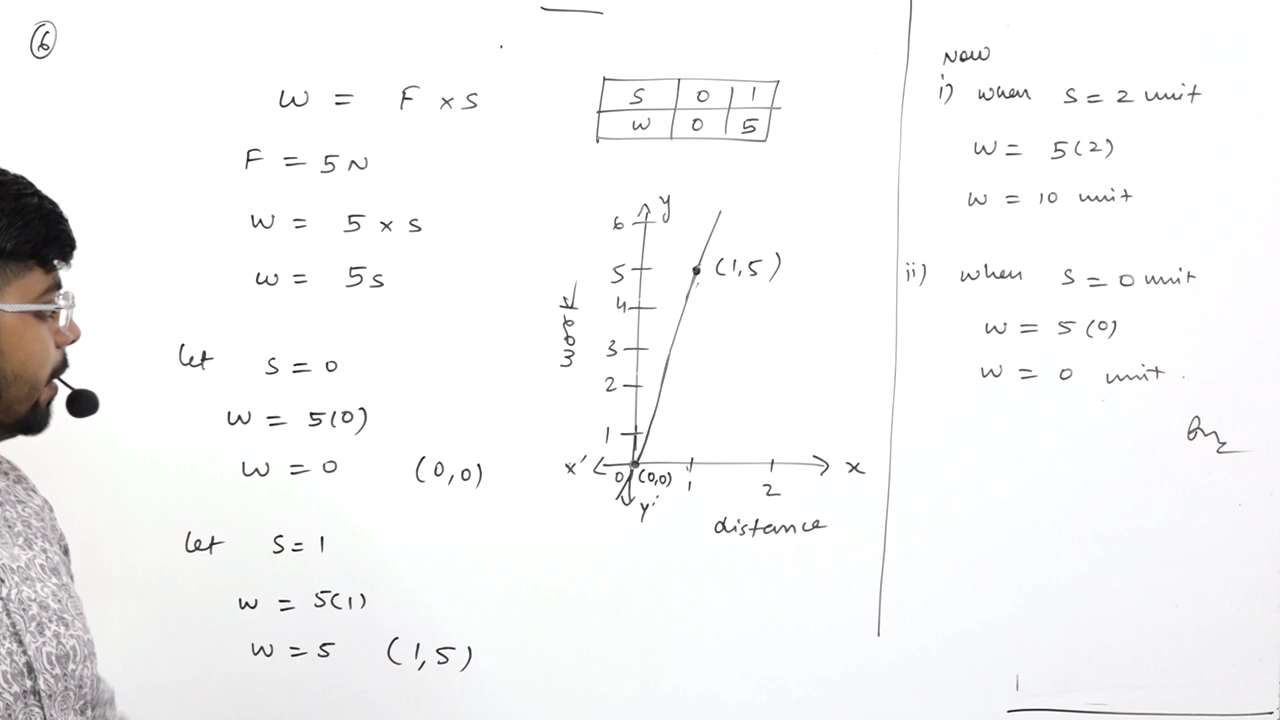 6
W = F × S
F = 5N
W = 5 × S
W = 5s
let S = 0
W = 5(0)
W = 0 (0,0)
let S = 1
W = 5(1)
W = 5 (1,5)
S 0 1
W 0 5
y
6
5 (1,5)
4
3
2
1
work
x' 0 (0,0) 1 2 x
y'
distance
Now
i) when S = 2 unit
W = 5(2)
W = 10 unit
ii) when S = 0 unit
W = 5(0)
W = 0 unit.